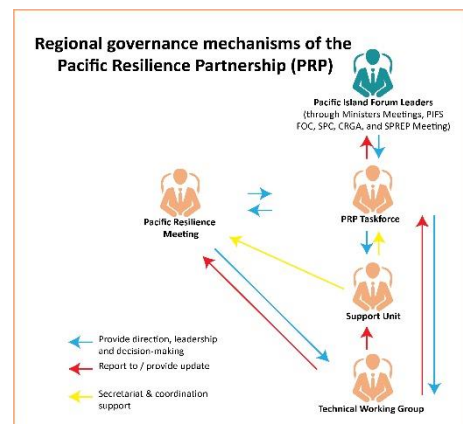 Regional governance mechanisms of the
Pacific Resilience Partnership (PRP)
Pacific Island Forum Leaders
(through Ministers Meetings, PIFS
FOC, SPC, CRGA, and SPREP Meeting)
Pacific Resilience
Meeting
PRP Taskforce
Support Unit
Provide direction, leadership
and decision-making
Report to / provide update
Secretariat & coordination
support
Technical Working Group